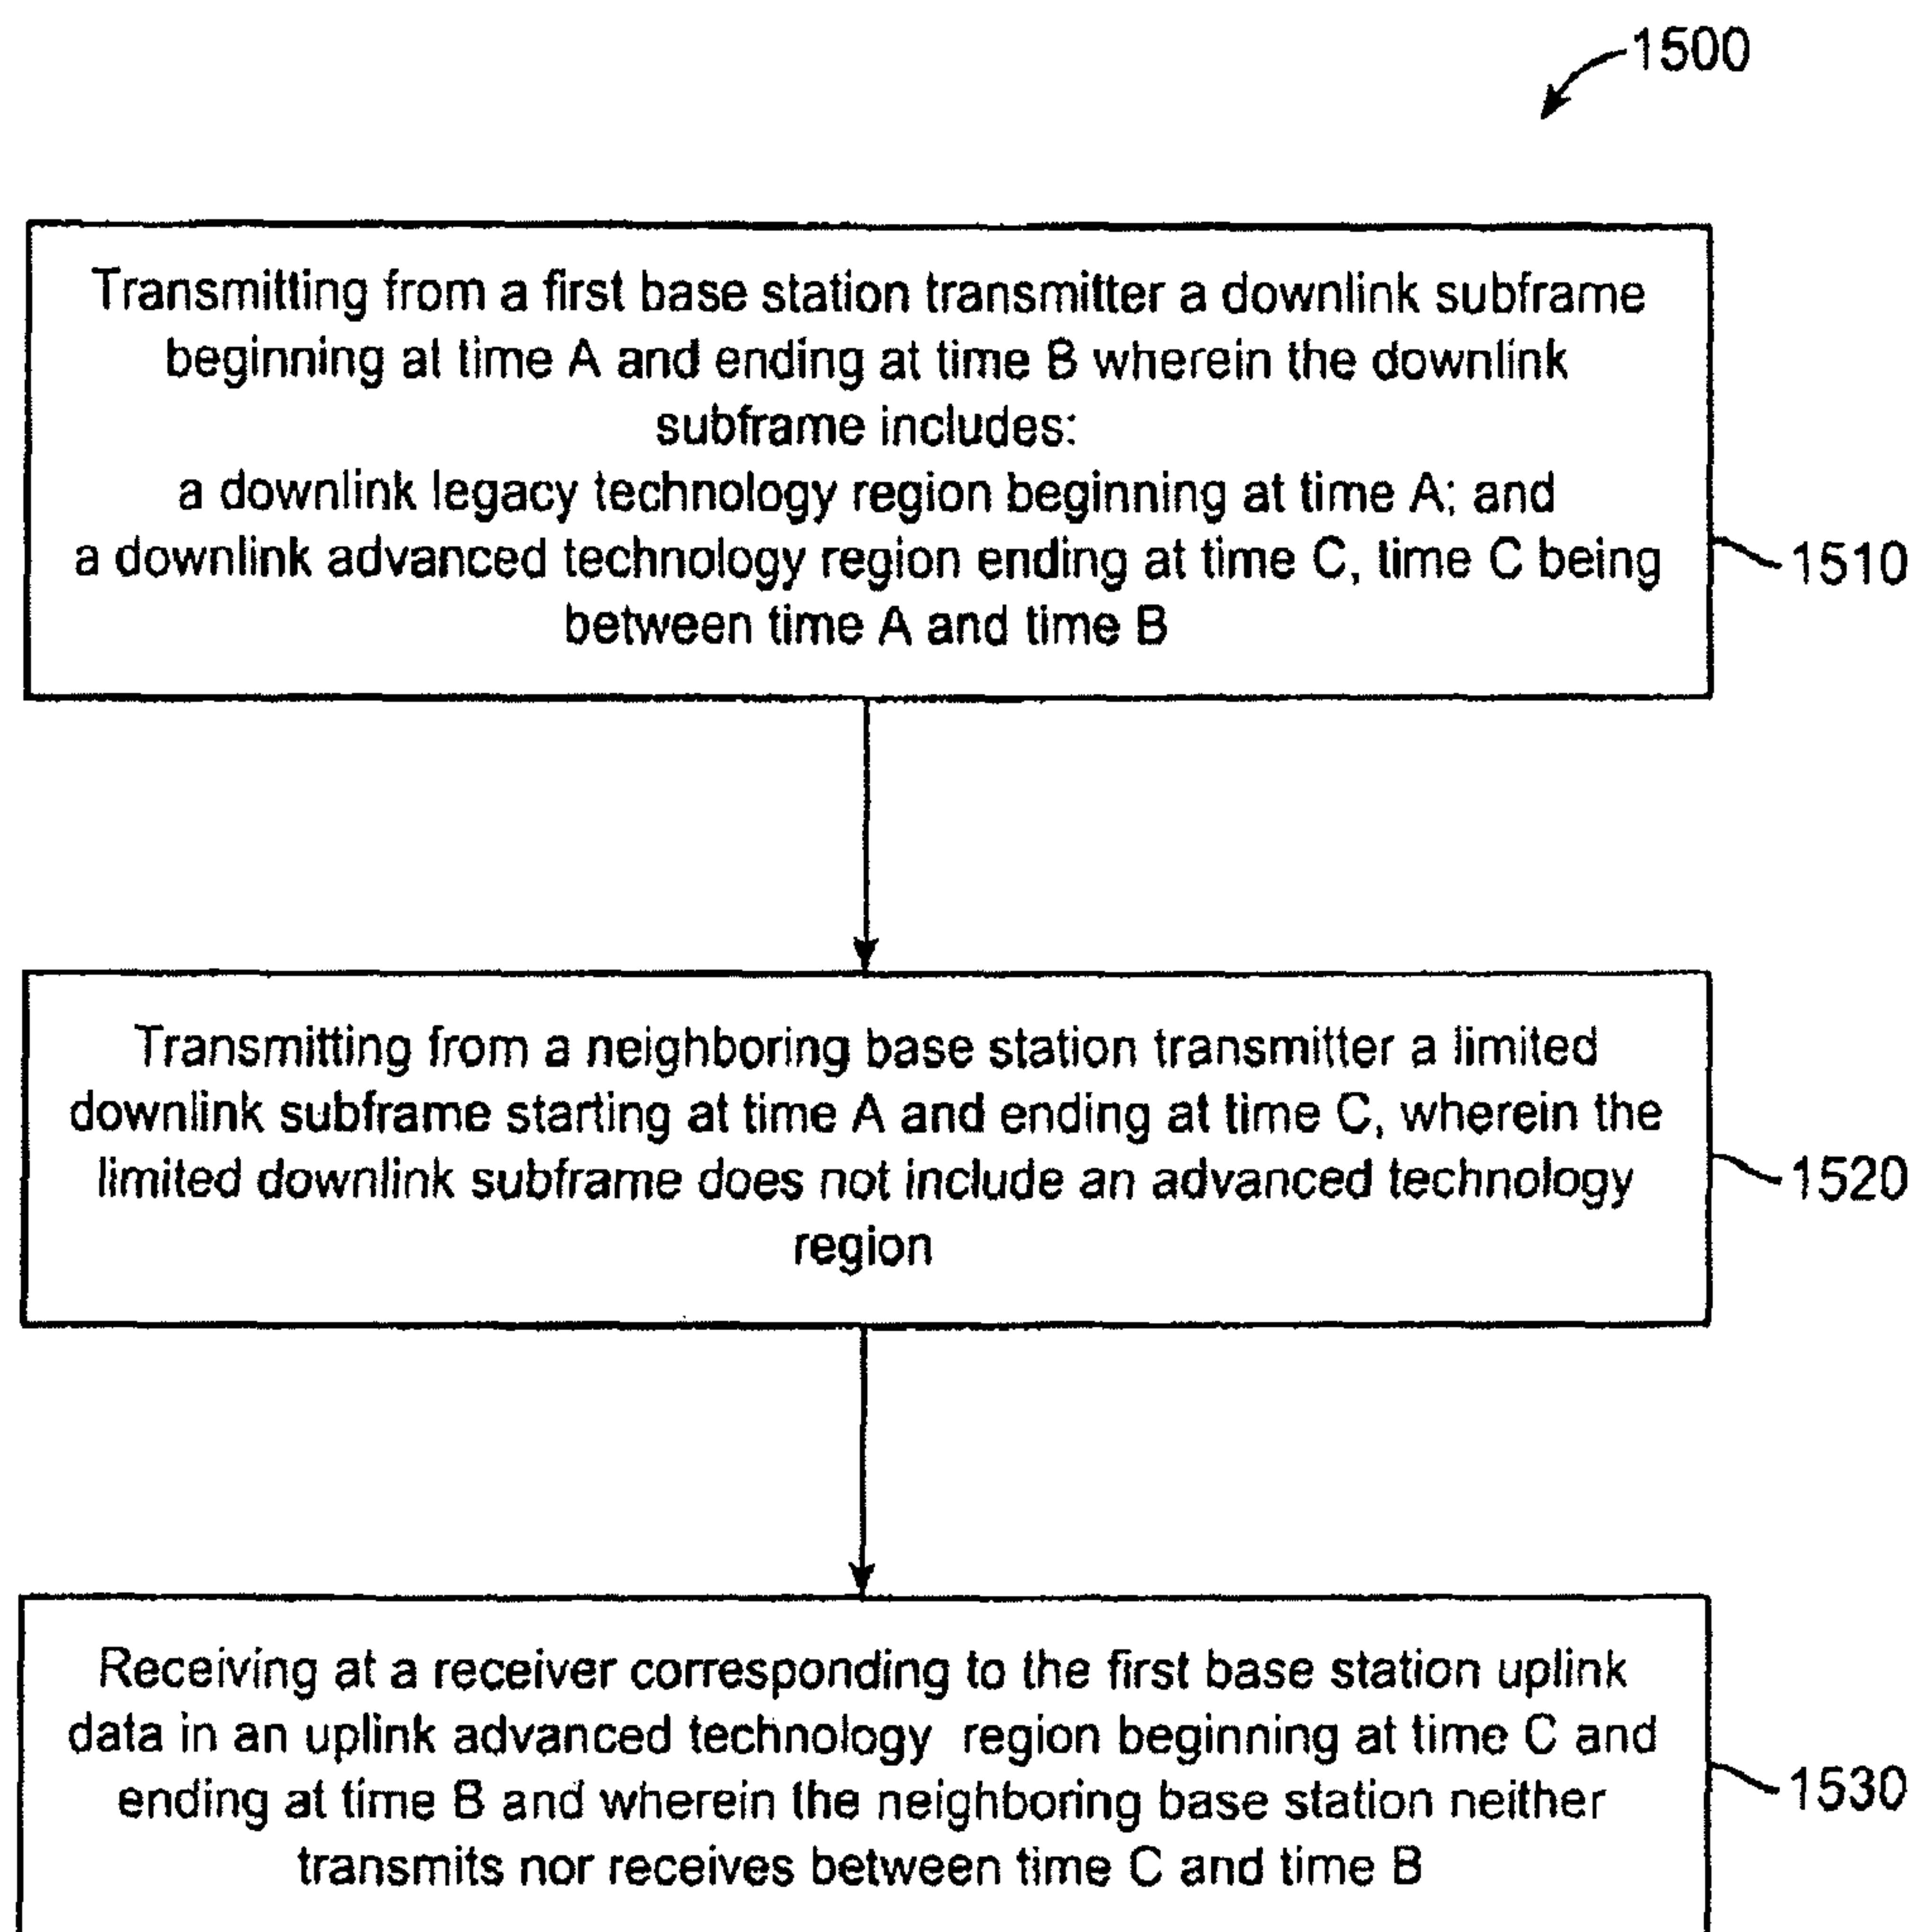 1500
Transmitting from a first base station transmitter a downlink subframe
beginning at time A and ending at time B wherein the downlink
subframe includes:
a downlink legacy technology region beginning at time A; and
a downlink advanced technology region ending at time C, time C being
between time A and time B
1510
Transmitting from a neighboring base station transmitter a limited
downlink subframe starting at time A and ending at time C, wherein the
limited downlink subframe does not include an advanced technology
region
1520
Receiving at a receiver corresponding to the first base station uplink
data in an uplink advanced technology region beginning at time C and
ending at time B and wherein the neighboring base station neither
transmits nor receives between time C and time B
1530